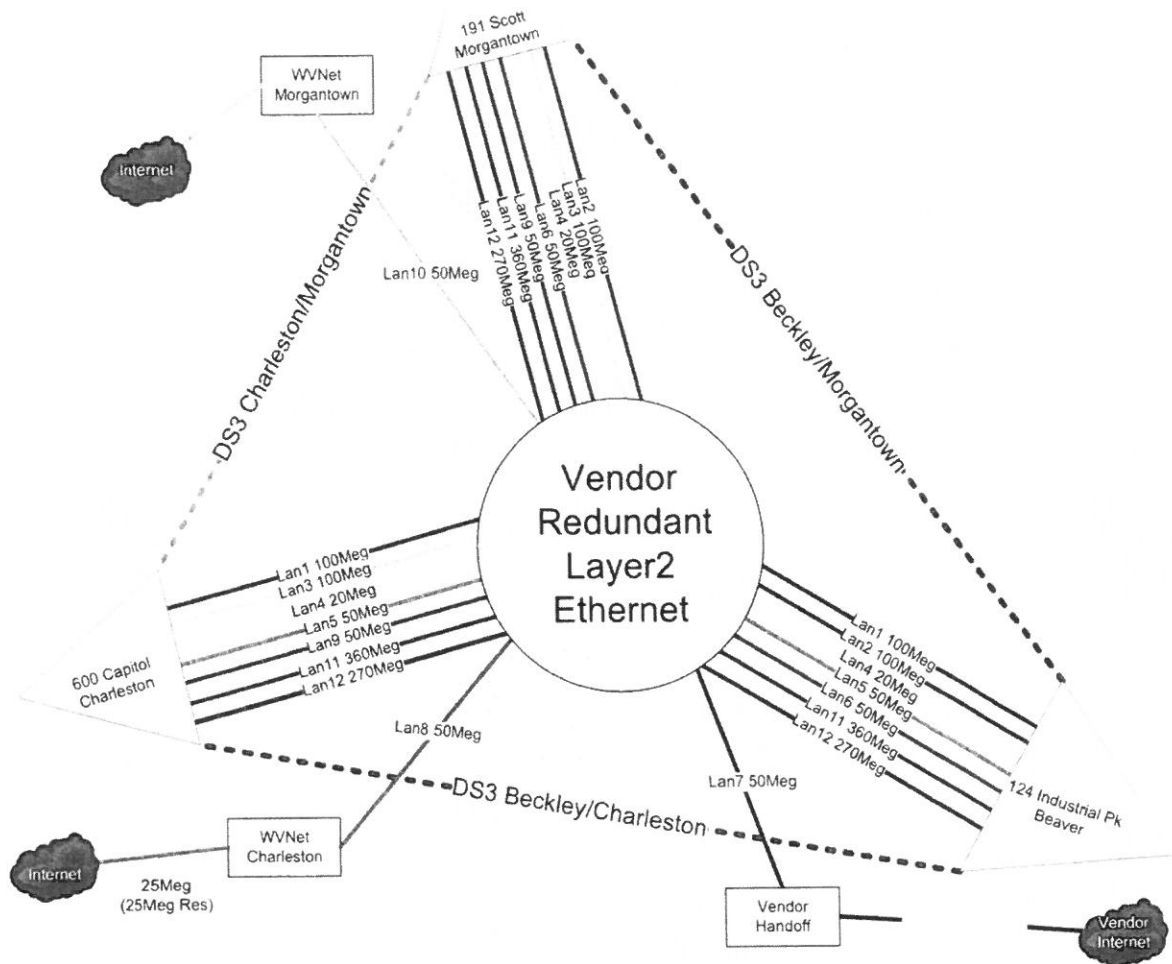 191 Scott
Morgantown
WVNet
Morgantown
Internet
Lan12 270Meg
Lan11 360Meg
Lan9 50Meg
Lan6 50Meg
Lan4 20Meg
Lan3 100Meg
Lan2 100Meg
Lan10 50Meg
DS3 Charleston/Morgantown
DS3 Beckley/Morgantown
Vendor
Redundant
Layer2
Ethernet
Lan1 100Meg
Lan3 100Meg
Lan4 20Meg
Lan5 50Meg
Lan9 50Meg
Lan11 360Meg
Lan12 270Meg
600 Capitol
Charleston
Lan1 100Meg
Lan2 100Meg
Lan4 20Meg
Lan5 50Meg
Lan6 50Meg
Lan11 360Meg
Lan12 270Meg
124 Industrial Pk
Beaver
Lan8 50Meg
Lan7 50Meg
DS3 Beckley/Charleston
WVNet
Charleston
Internet
25Meg
(25Meg Res)
Vendor
Handoff
Vendor
Internet